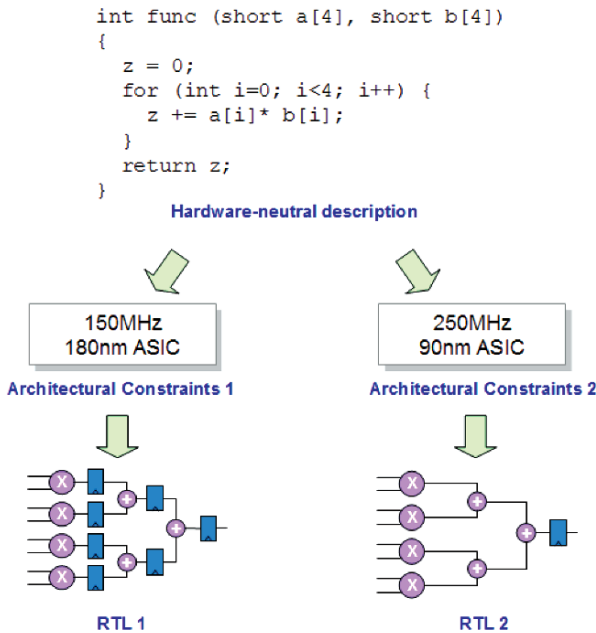 int func (short a[4], short b[4])
{
z = 0;
for (int i=0; i<4; i++) {
z += a[i]* b[i];
}
return z;
}
Hardware-neutral description
150MHz
180nm ASIC
250MHz
90nm ASIC
Architectural Constraints 1
Architectural Constraints 2
X
X
X
X
+
+
+
X
X
X
X
+
+
+
RTL 1
RTL 2